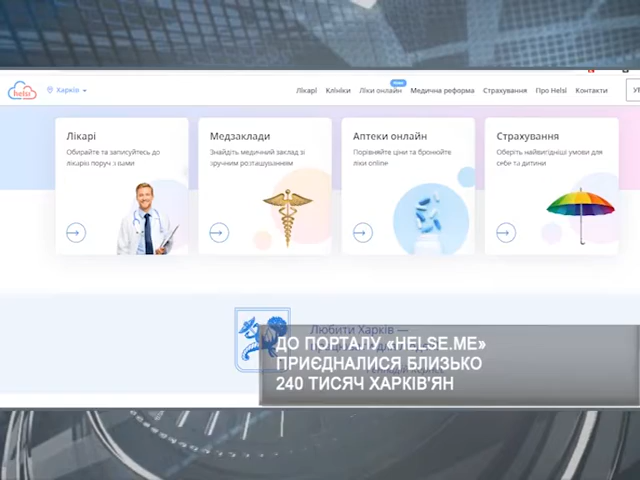 helsi
Харків
Лікарі Клініки Ліки онлайн Нове Медична реформа Страхування Про Helsi Контакти
Лікарі
Обирайте та записуйтесь до
лікарів поруч з вами
Медзаклади
Знайдіть медичний заклад зі
зручним розташуванням
Аптеки онлайн
Порівняйте ціни та бронюйте
ліки online
Страхування
Оберіть найвигідніші умови для
себе та дитини
Любити Харків —
ДО ПОРТАЛУ «HELSE.ME»
ПРИЄДНАЛИСЯ БЛИЗЬКО
240 ТИСЯЧ ХАРКІВ'ЯН